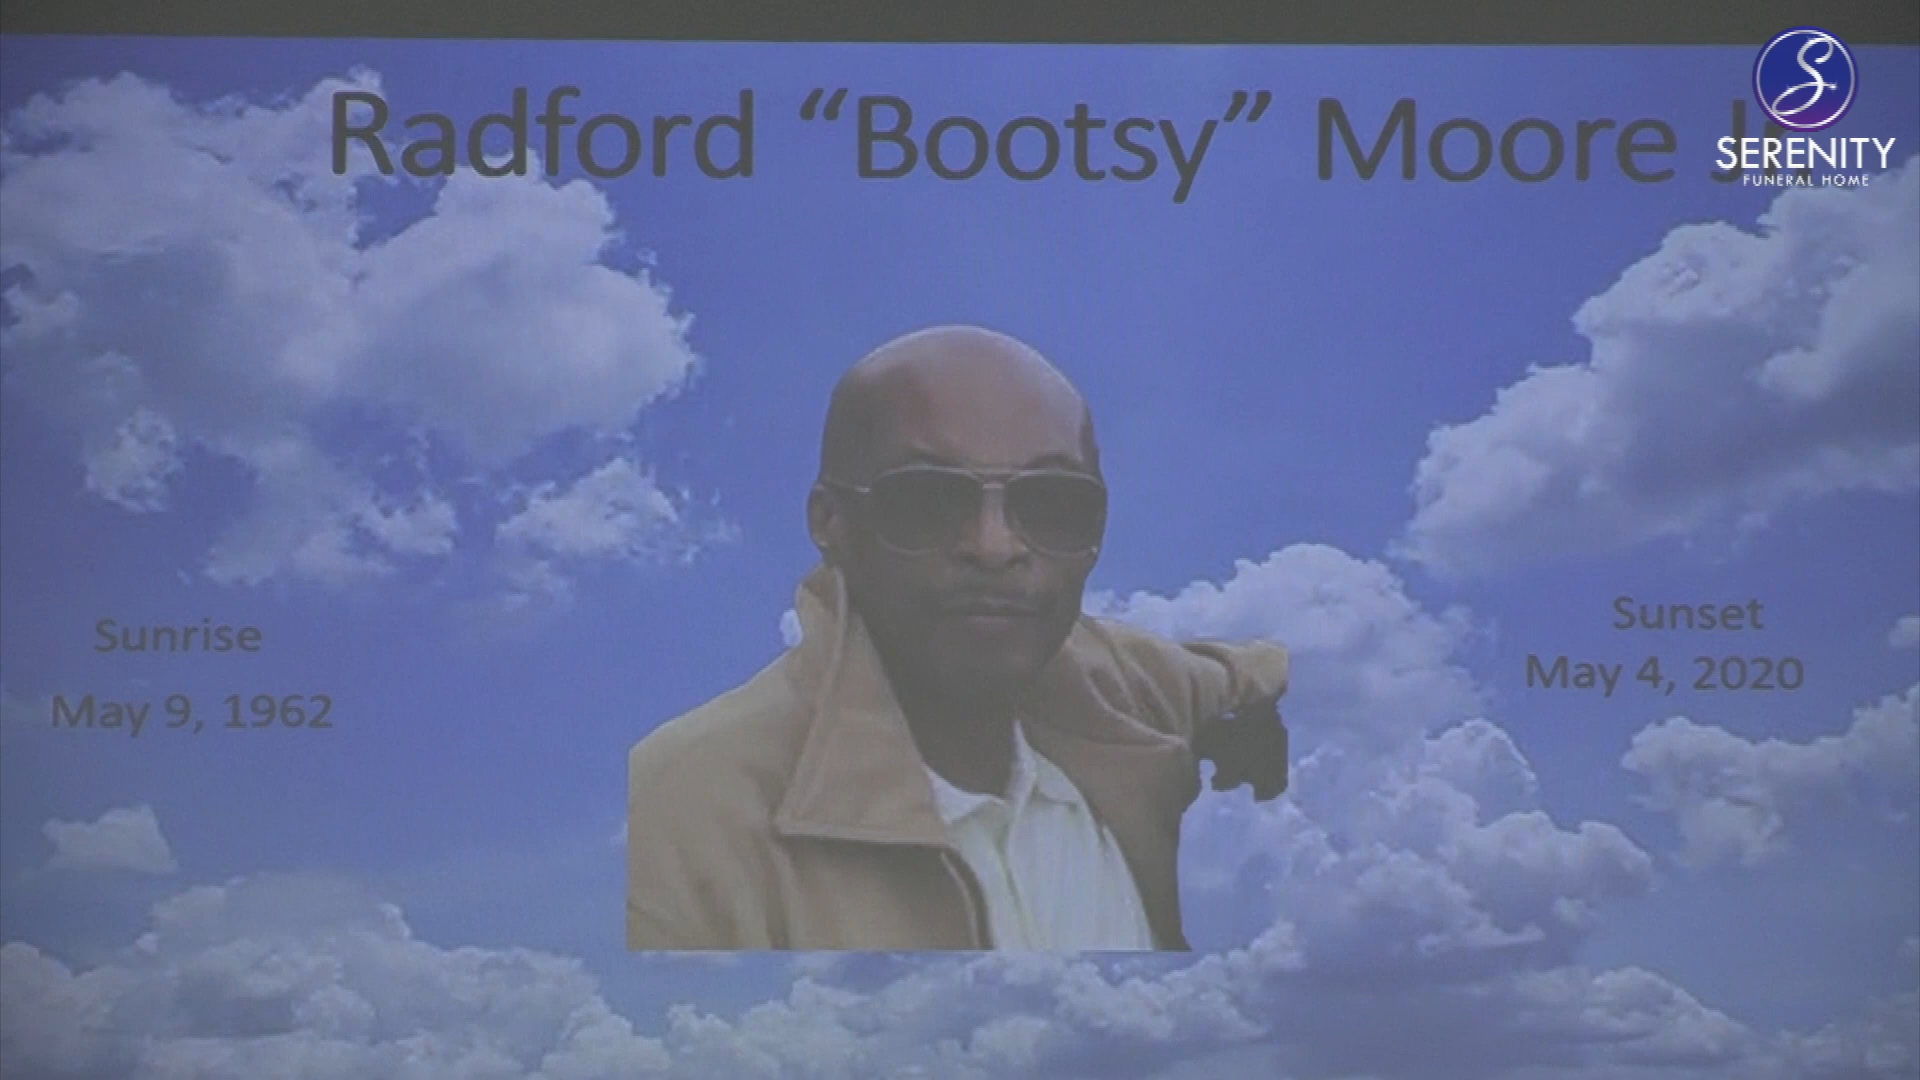 Radford “Bootsy” Moore
SERENITY
FUNERAL HOME
Sunrise
May 9, 1962
Sunset
May 4, 2020